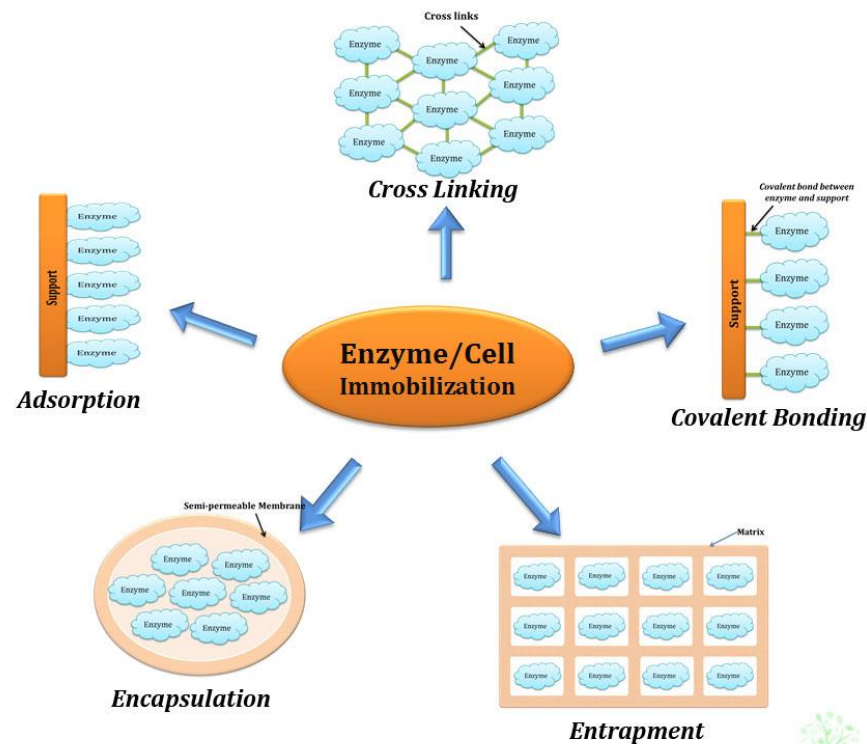 Cross links
Enzyme
Enzyme
Enzyme
Enzyme
Enzyme
Enzyme
Enzyme
Enzyme
Enzyme
Cross Linking
Support
Enzyme
Enzyme
Enzyme
Enzyme
Enzyme
Adsorption
Covalent bond between
enzyme and support
Support
Enzyme
Enzyme
Enzyme
Enzyme
Covalent Bonding
Enzyme/Cell
Immobilization
Semi-permeable Membrane
Enzyme
Enzyme
Enzyme
Enzyme
Enzyme
Enzyme
Enzyme
Encapsulation
Matrix
Enzyme
Enzyme
Enzyme
Enzyme
Enzyme
Enzyme
Enzyme
Enzyme
Enzyme
Enzyme
Enzyme
Enzyme
Entrapment